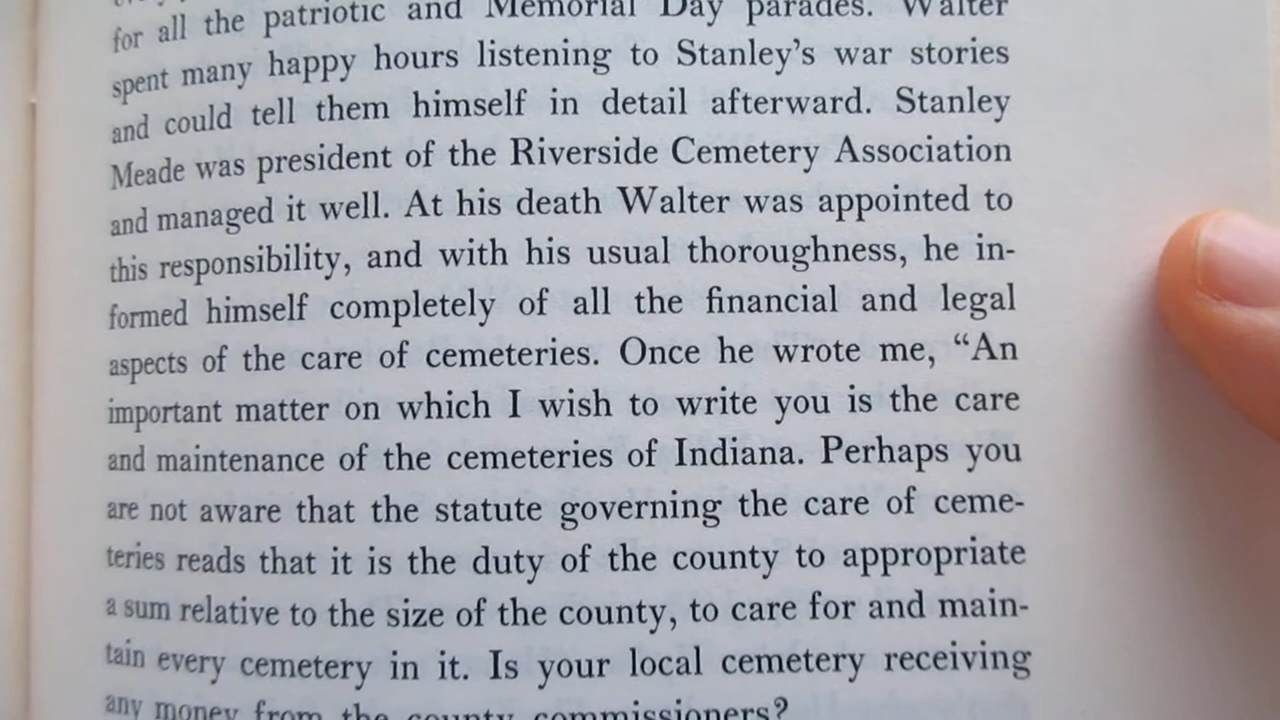 for all the patriotic and Memorial Day parades. Walter
spent many happy hours listening to Stanley's war stories
and could tell them himself in detail afterward. Stanley
Meade was president of the Riverside Cemetery Association
and managed it well. At his death Walter was appointed to
this responsibility, and with his usual thoroughness, he in-
formed himself completely of all the financial and legal
aspects of the care of cemeteries. Once he wrote me, “An
important matter on which I wish to write you is the care
and maintenance of the cemeteries of Indiana. Perhaps you
are not aware that the statute governing the care of ceme-
teries reads that it is the duty of the county to appropriate
a sum relative to the size of the county, to care for and main-
tain every cemetery in it. Is your local cemetery receiving
any money from the county commissioners?